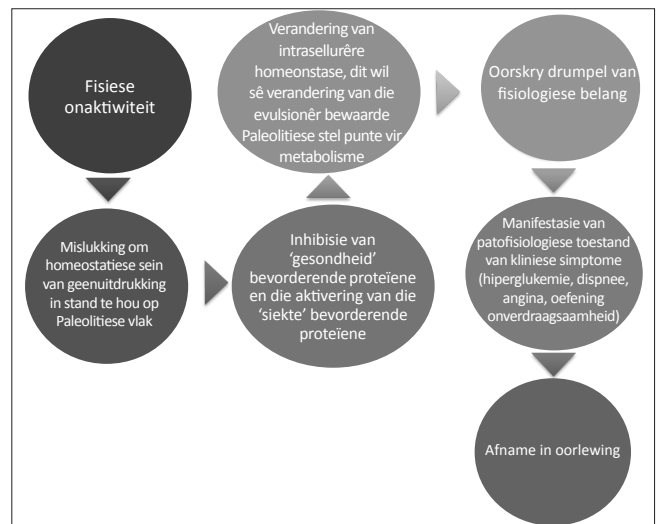 Fisiese
onaktiwiteit
Mislukking om
homeostatiese sein
van geenuitdrukking
in stand te hou op
Paleolitiese vlak
Inhibisie van
‘gesondheid’
bevorderende proteïene
en die aktivering van die
‘siekte’ bevorderende
proteïene
Verandering van
intrasellurêre
homeonstase, dit wil
sê verandering van die
evulsionêr bewaarde
Paleolitiese stel punte vir
metabolisme
Oorskry drumpel van
fisiologiese belang
Manifestasie van
patofisiologiese toestand
van kliniese simptome
(hiperglukemie, dispnee,
angina, oefening
onverdraagsaamheid)
Afname in oorlewing